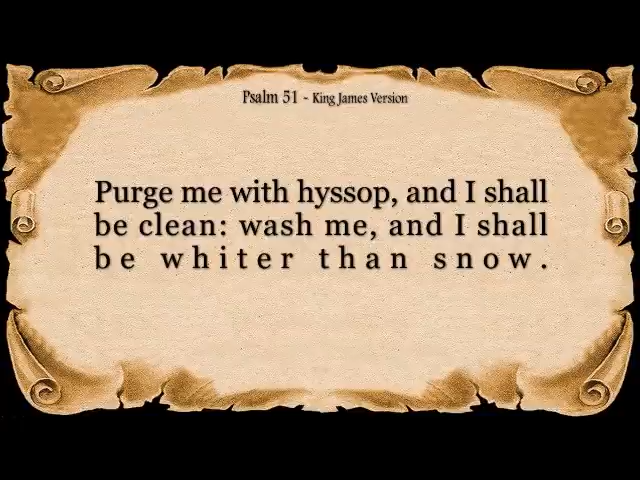 Psalm 51 - King James Version
Purge me with hyssop, and I shall
be clean: wash me, and I shall
be whiter than snow.